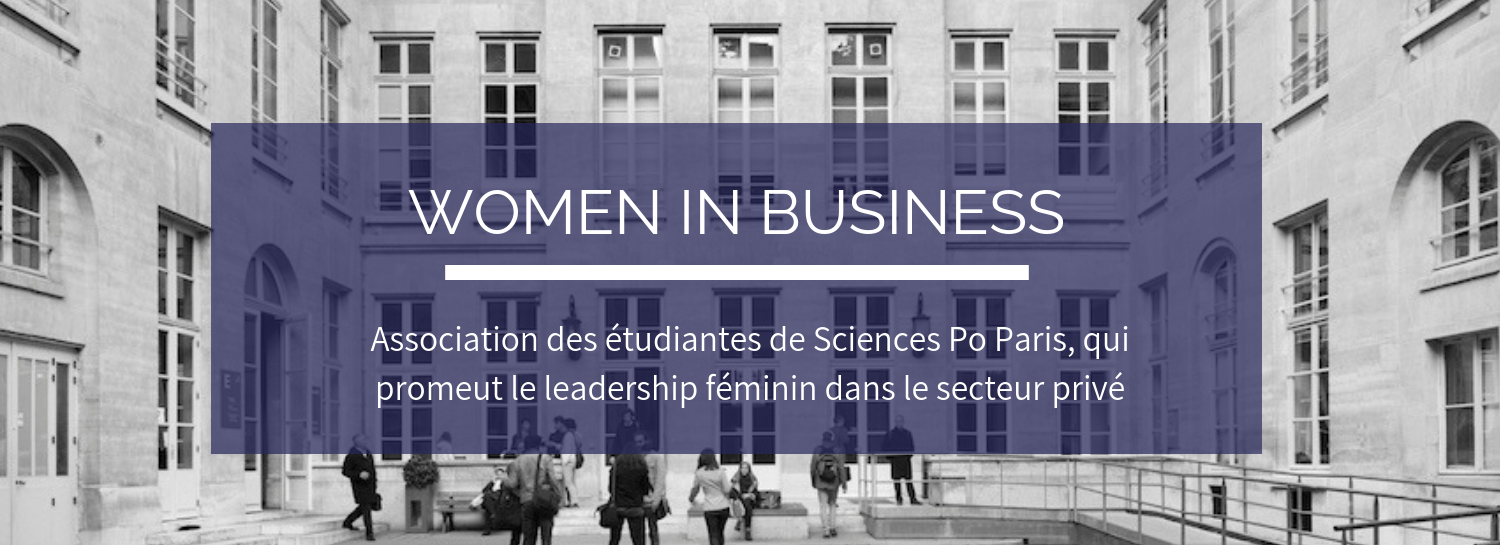 WOMEN IN BUSINESS
Association des étudiantes de Sciences Po Paris, qui
promeut le leadership féminin dans le secteur privé